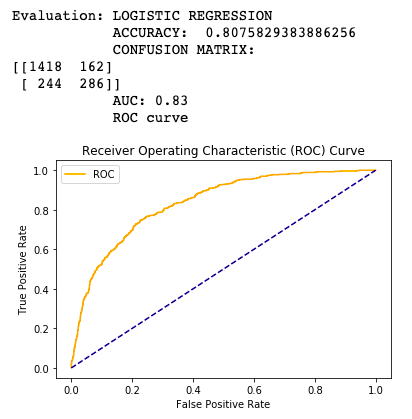 Evaluation: LOGISTIC REGRESSION
ACCURACY: 0.8075829383886256
CONFUSION MATRIX:
[[1418 162]
[ 244 286]]
AUC: 0.83
ROC curve
Receiver Operating Characteristic (ROC) Curve
ROC
1.0
0.8
0.6
0.4
0.2
0.0
True Positive Rate
0.0 0.2 0.4 0.6 0.8 1.0
False Positive Rate